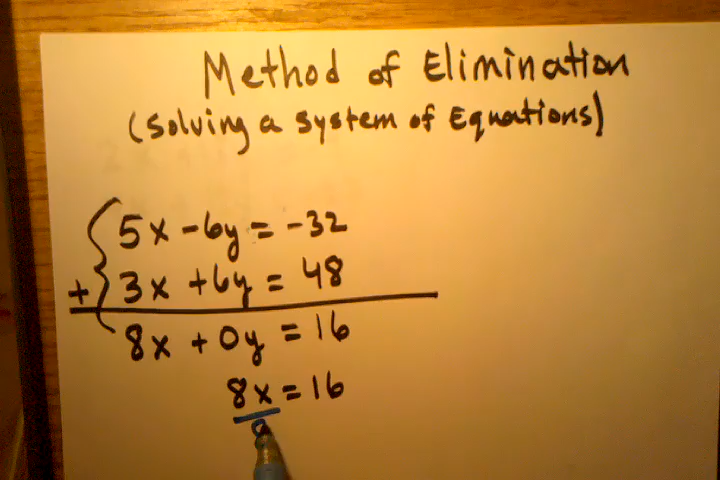 Method of Elimination
(solving a system of Equations)
5x - 6y = -32
+ 3x + 6y = 48
8x + 0y = 16
8x = 16